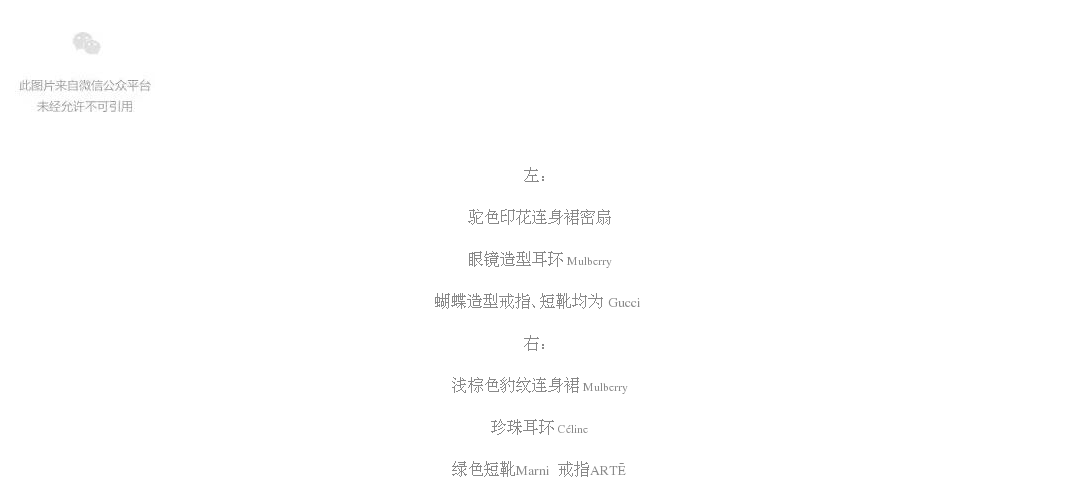 此图片来自微信公众平台
未经允许不可引用
左：
驼色印花连身裙密扇
眼镜造型耳环 Mulberry
蝴蝶造型戒指、短靴均为 Gucci
右：
浅棕色豹纹连身裙 Mulberry
珍珠耳环 Céline
绿色短靴Marni 戒指ARTĒ